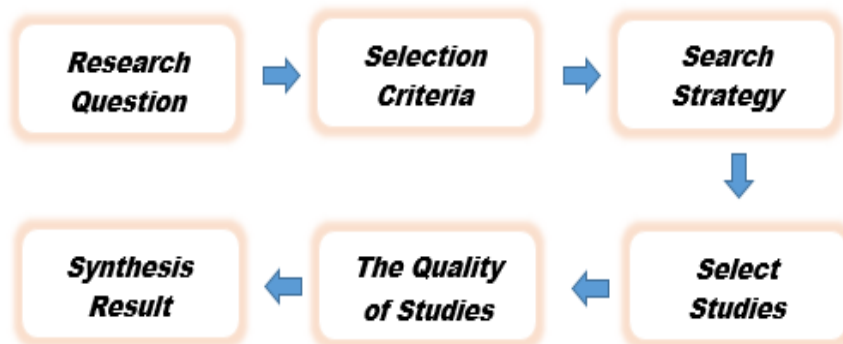 Research
Question
Selection
Criteria
Search
Strategy
Select
Studies
The Quality
of Studies
Synthesis
Result